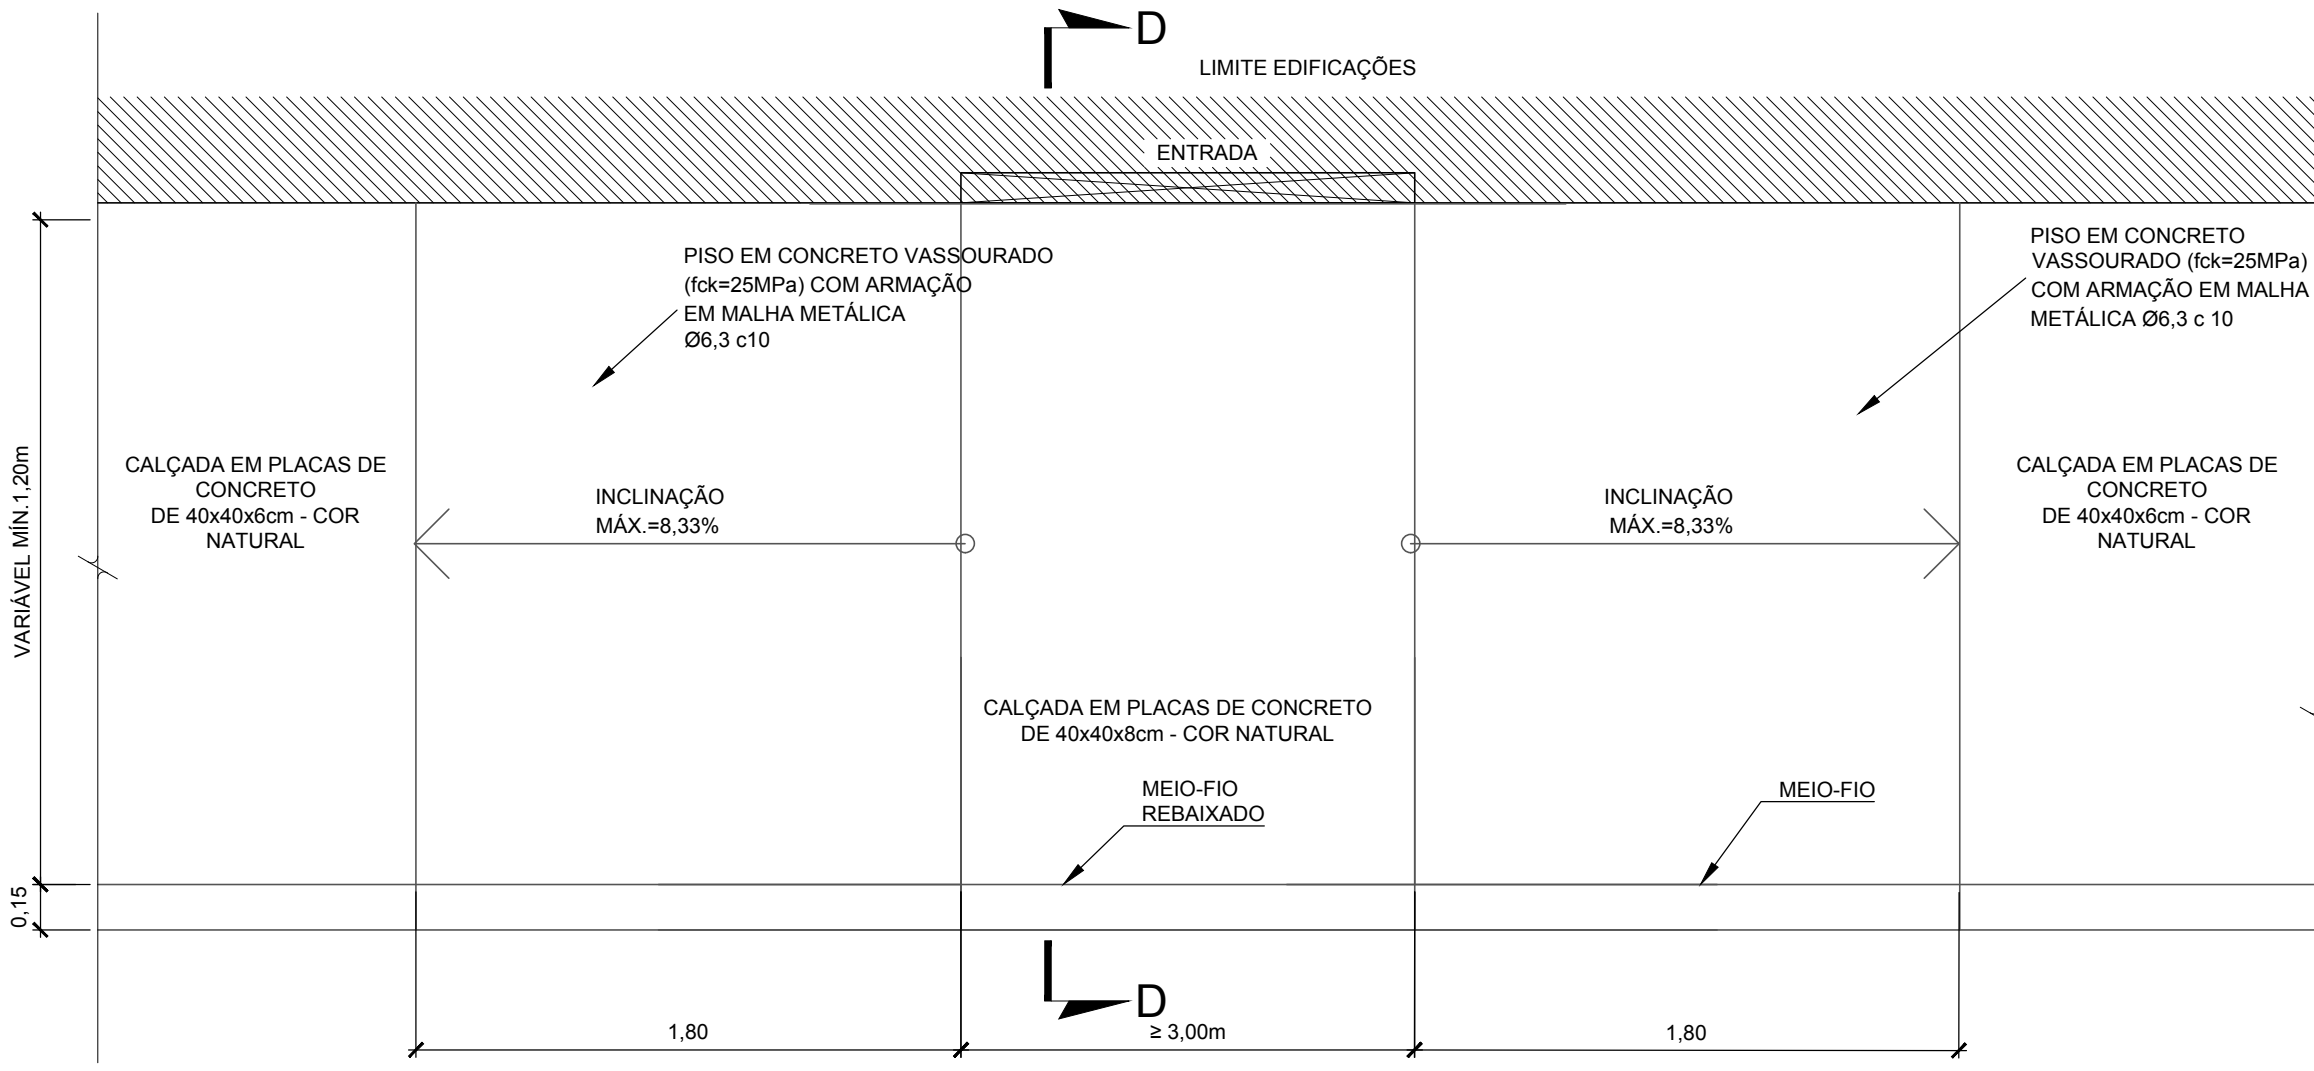 D
LIMITE EDIFICAÇÕES
ENTRADA
PISO EM CONCRETO VASSOURADO
(fck=25MPa) COM ARMAÇÃO
EM MALHA METÁLICA
Ø6,3 c10
PISO EM CONCRETO
VASSOURADO (fck=25MPa)
COM ARMAÇÃO EM MALHA
METÁLICA Ø6,3 c 10
VARIÁVEL MÍN.1,20m
CALÇADA EM PLACAS DE
CONCRETO
DE 40x40x6cm - COR
NATURAL
INCLINAÇÃO
MÁX.=8,33%
INCLINAÇÃO
MÁX.=8,33%
CALÇADA EM PLACAS DE
CONCRETO
DE 40x40x6cm - COR
NATURAL
CALÇADA EM PLACAS DE CONCRETO
DE 40x40x8cm - COR NATURAL
MEIO-FIO
REBAIXADO
MEIO-FIO
0,15
D
1,80
≥ 3,00m
1,80